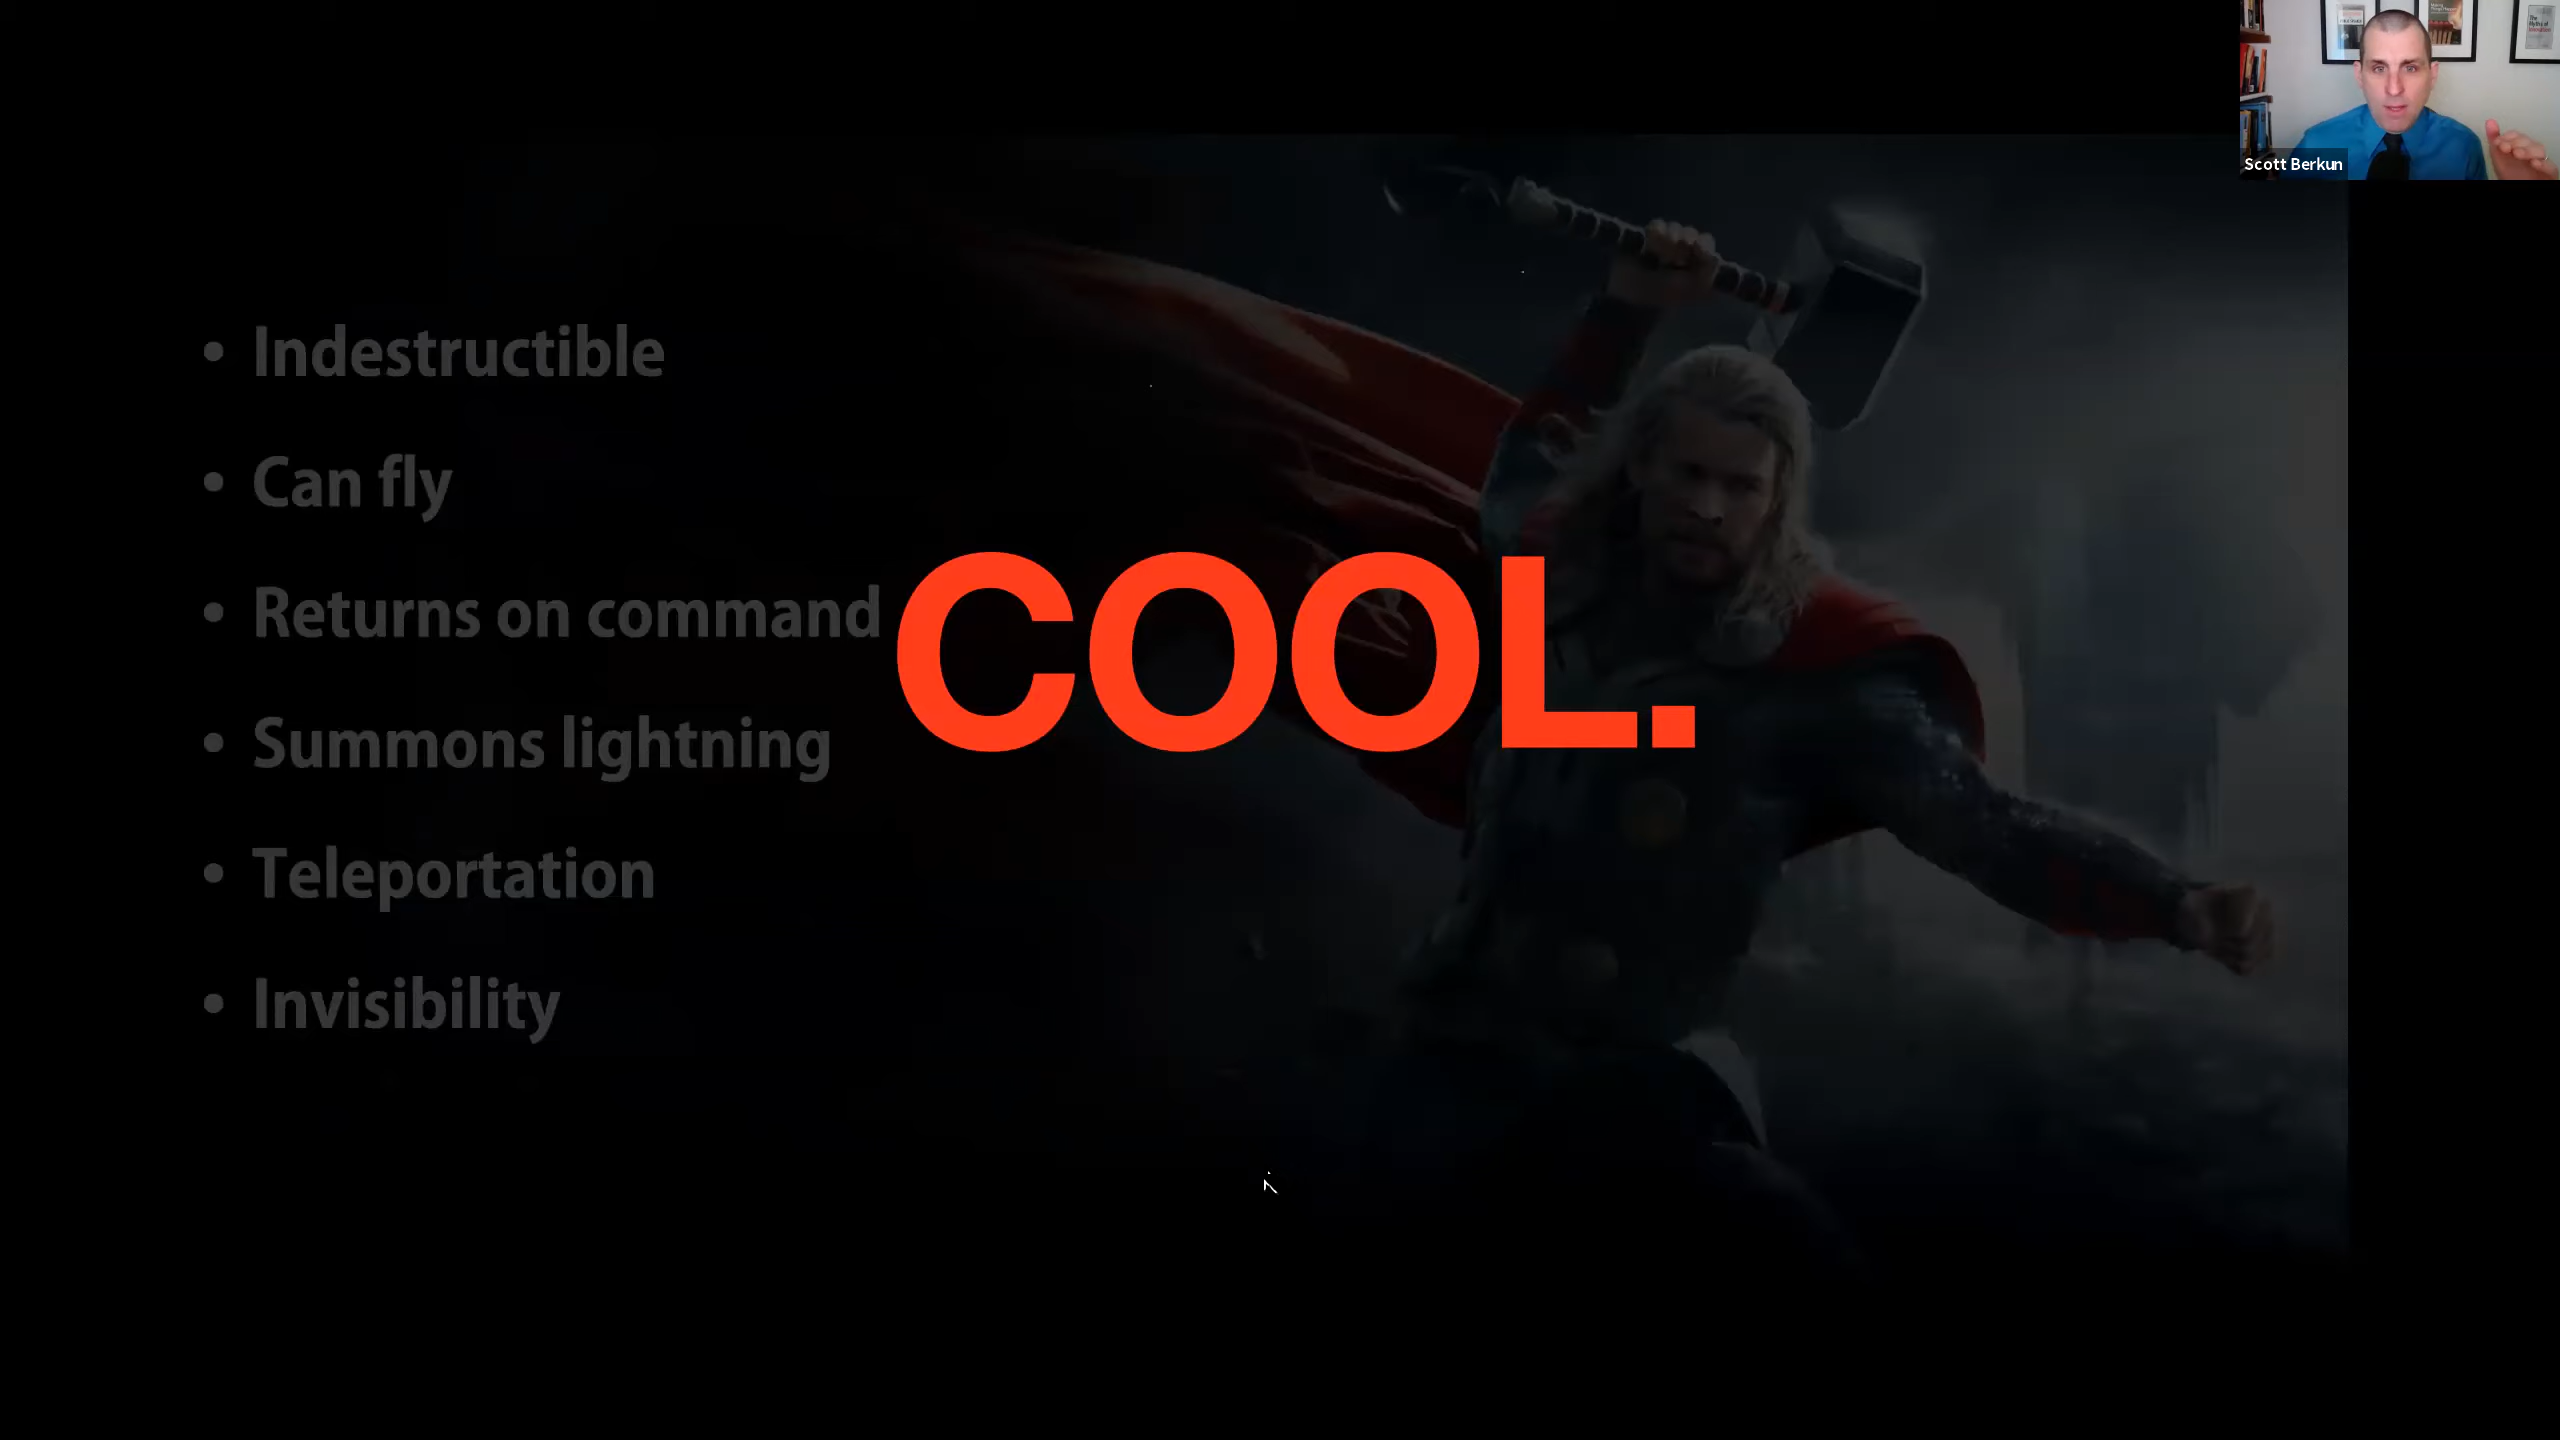 Scott Berkun
• Indestructible
• Can fly
• Returns on command
COOL.
• Summons lightning
• Teleportation
• Invisibility